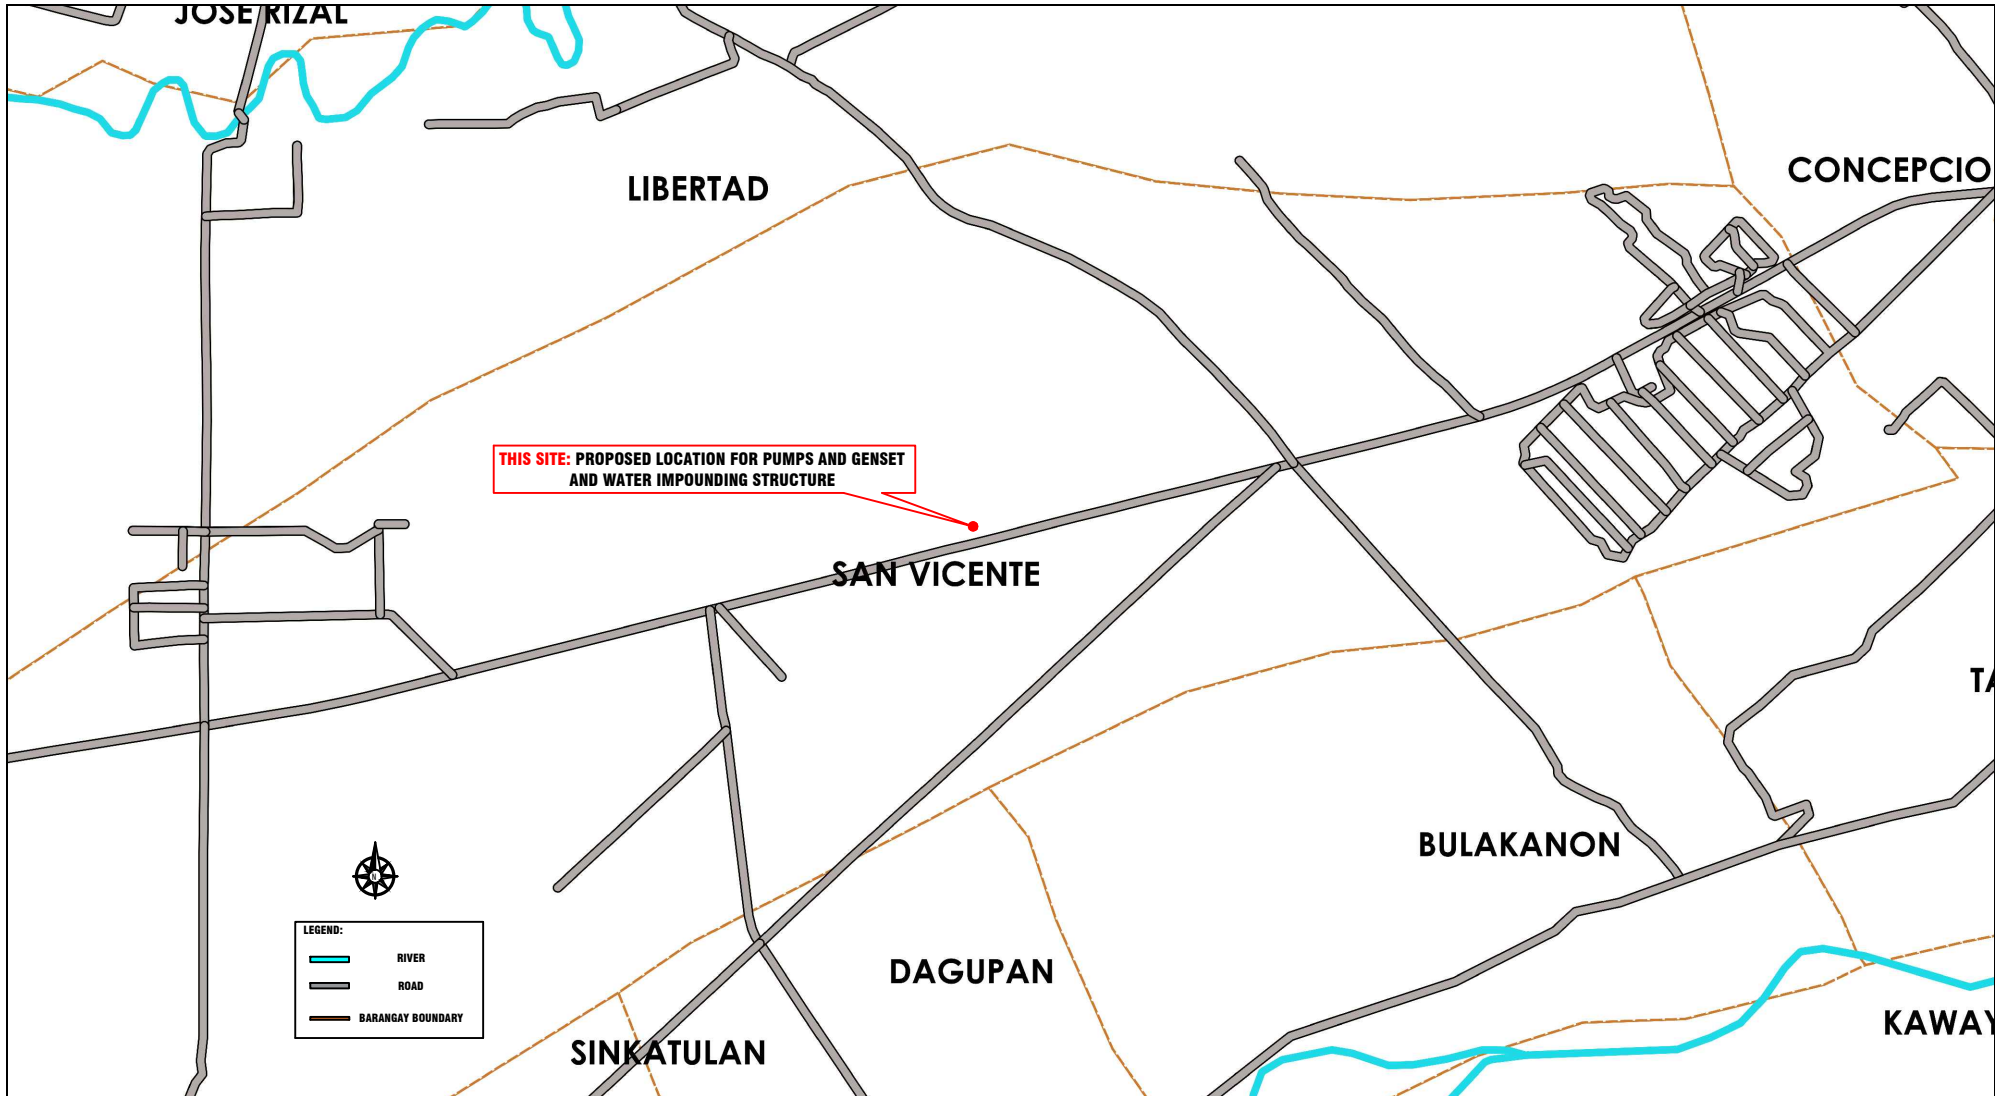 JOSE RIZAL
CONCEPCIO
LIBERTAD
THIS SITE: PROPOSED LOCATION FOR PUMPS AND GENSET
AND WATER IMPOUNDING STRUCTURE
SAN VICENTE
TA
BULAKANON
N
LEGEND:
RIVER
ROAD
BARANGAY BOUNDARY
DAGUPAN
KAWAY
SINKATULAN